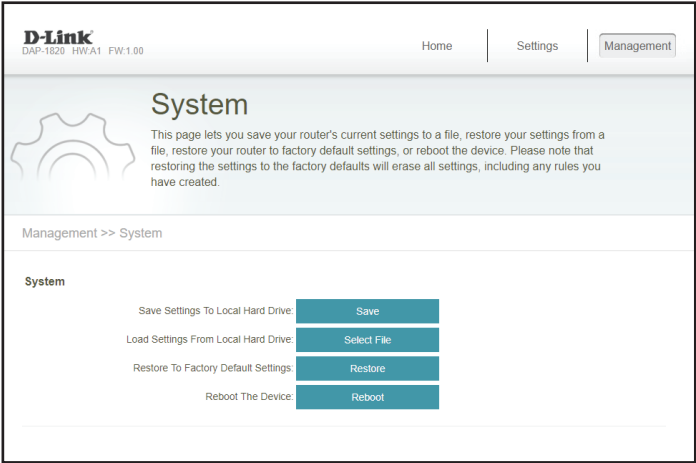 D-Link
DAP-1820 HW:A1 FW:1.00
Home
Settings
Management
System
This page lets you save your router's current settings to a file, restore your settings from a
file, restore your router to factory default settings, or reboot the device. Please note that
restoring the settings to the factory defaults will erase all settings, including any rules you
have created.
Management >> System
System
Save Settings To Local Hard Drive: Save
Load Settings From Local Hard Drive: Select File
Restore To Factory Default Settings: Restore
Reboot The Device: Reboot